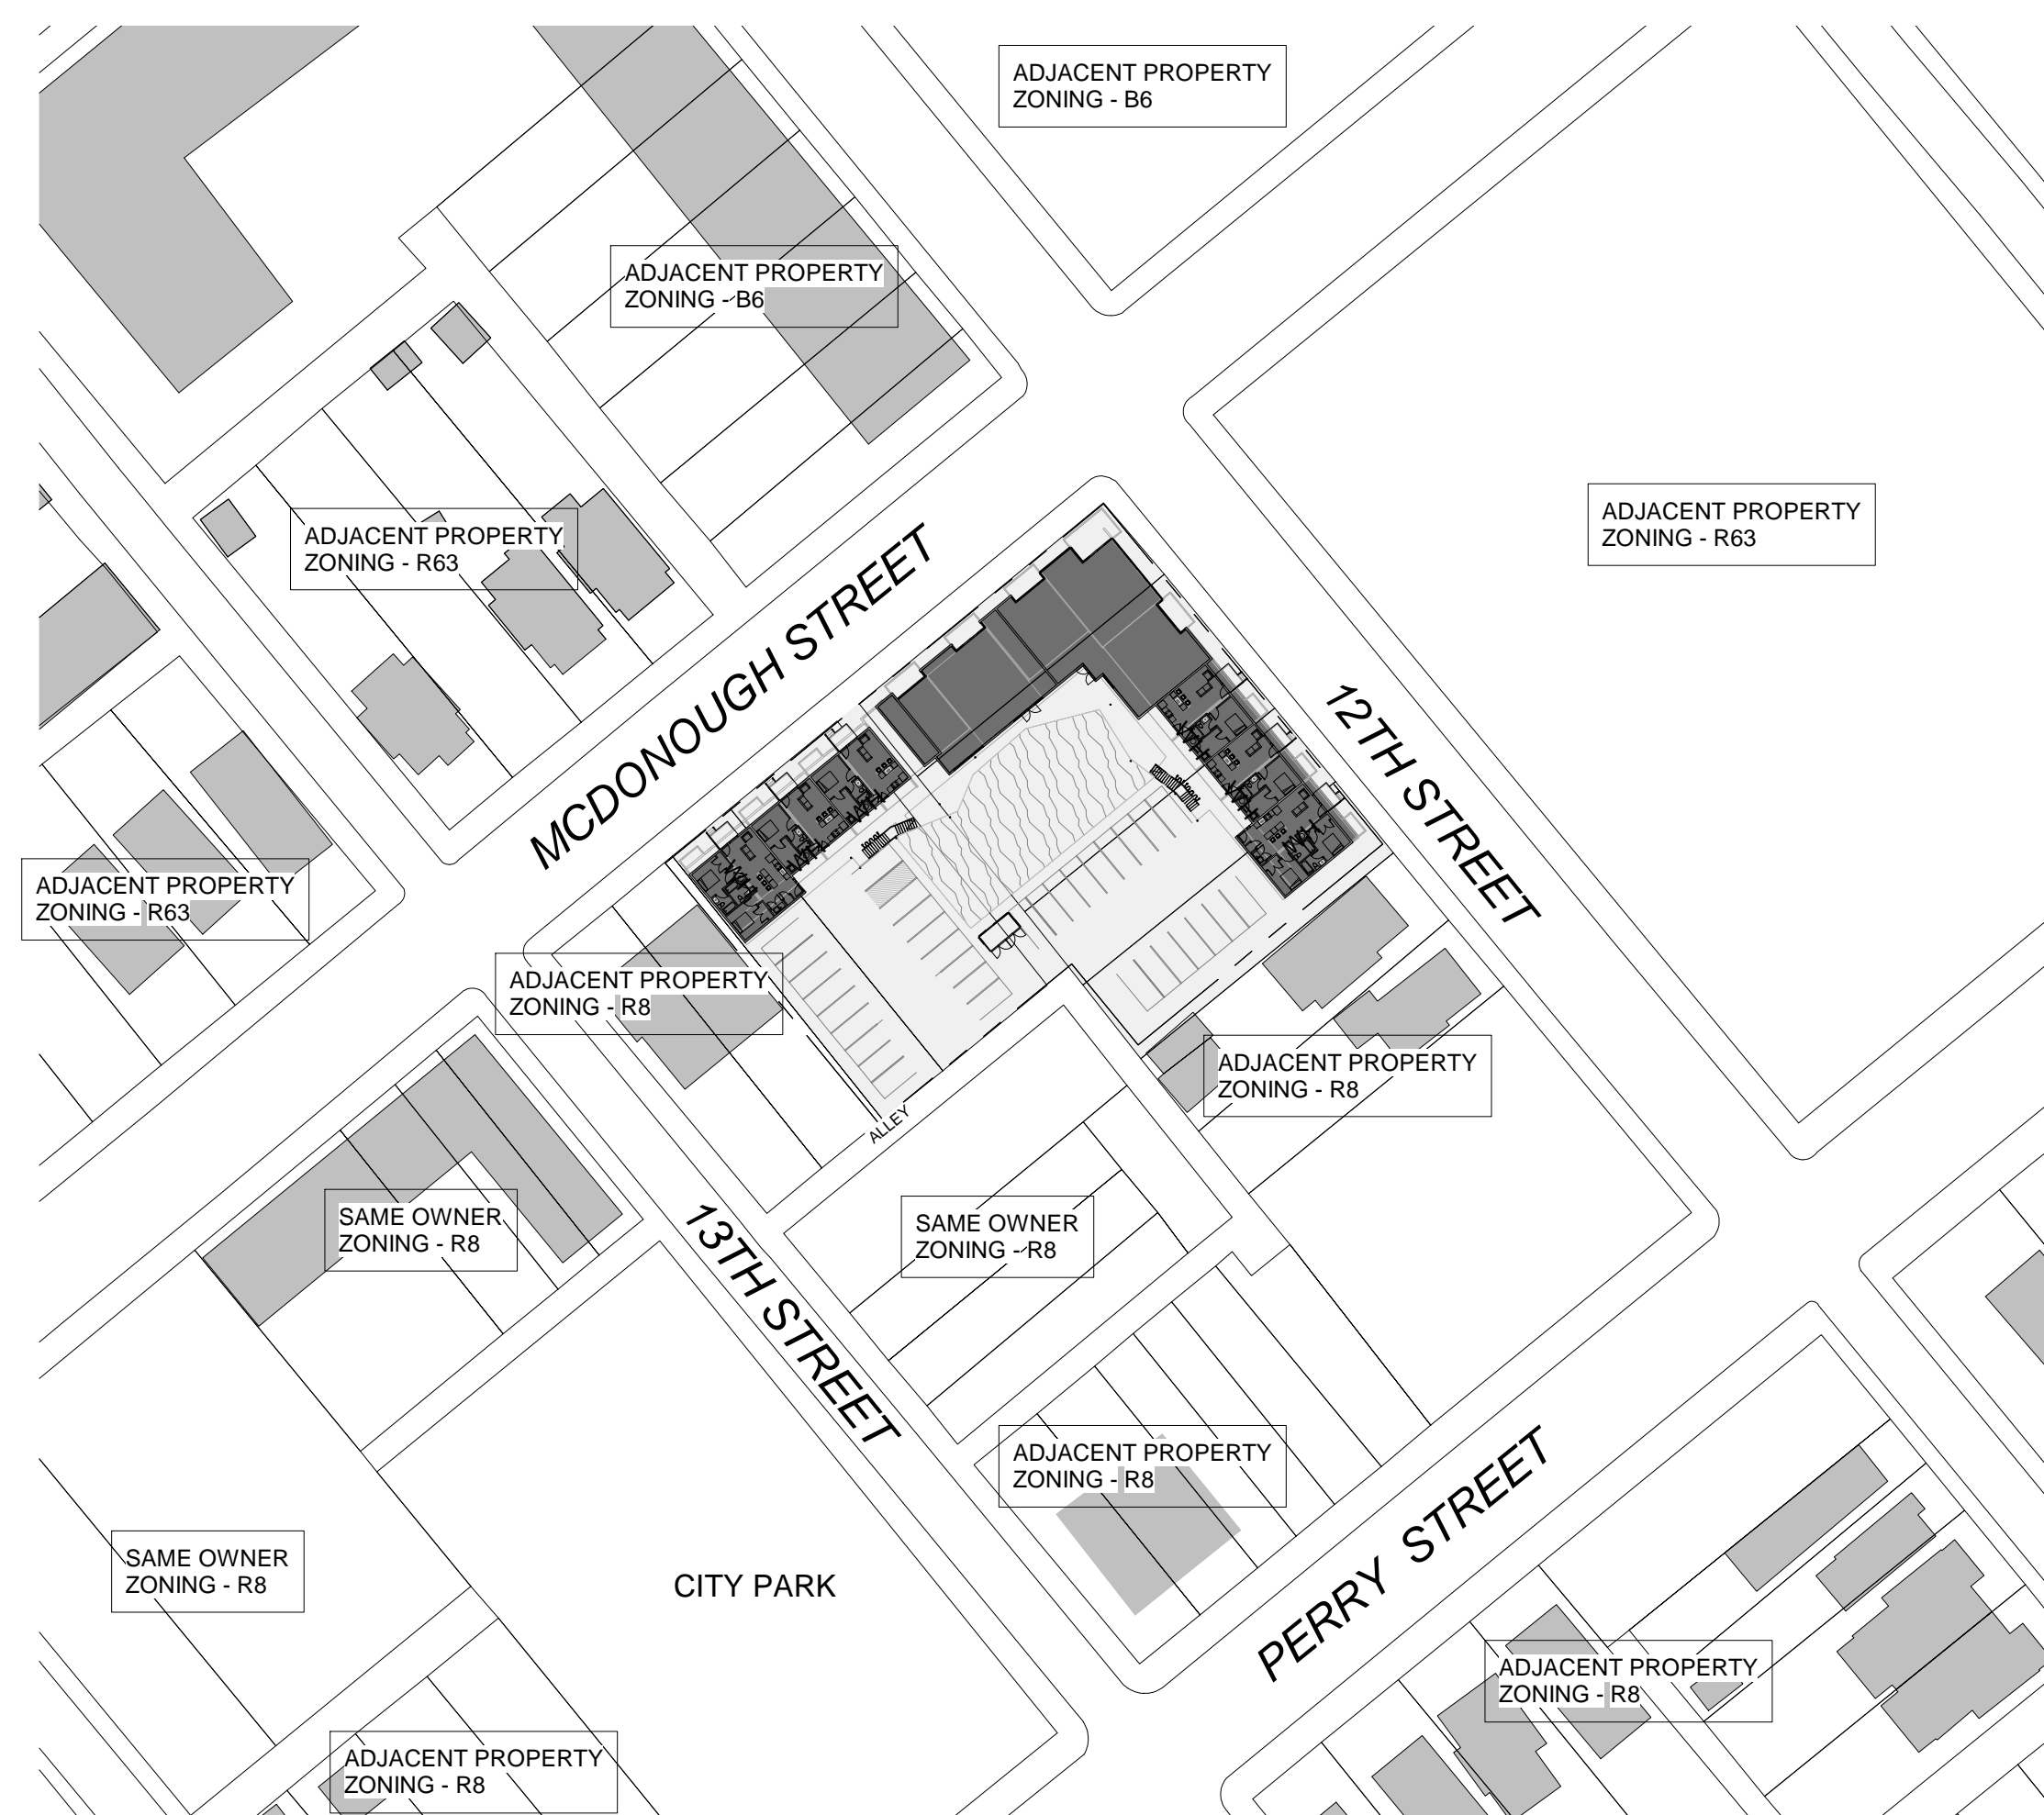 ADJACENT PROPERTY
ZONING - B6
ADJACENT PROPERTY
ZONING - B6
ADJACENT PROPERTY
ZONING - R63
ADJACENT PROPERTY
ZONING - R63
MCDONOUGH STREET
12TH STREET
ADJACENT PROPERTY
ZONING - R63
ADJACENT PROPERTY
ZONING - R8
ADJACENT PROPERTY
ZONING - R8
ALLEY
SAME OWNER
ZONING - R8
SAME OWNER
ZONING - R8
13TH STREET
ADJACENT PROPERTY
ZONING - R8
PERRY STREET
SAME OWNER
ZONING - R8
CITY PARK
ADJACENT PROPERTY
ZONING - R8
ADJACENT PROPERTY
ZONING - R8